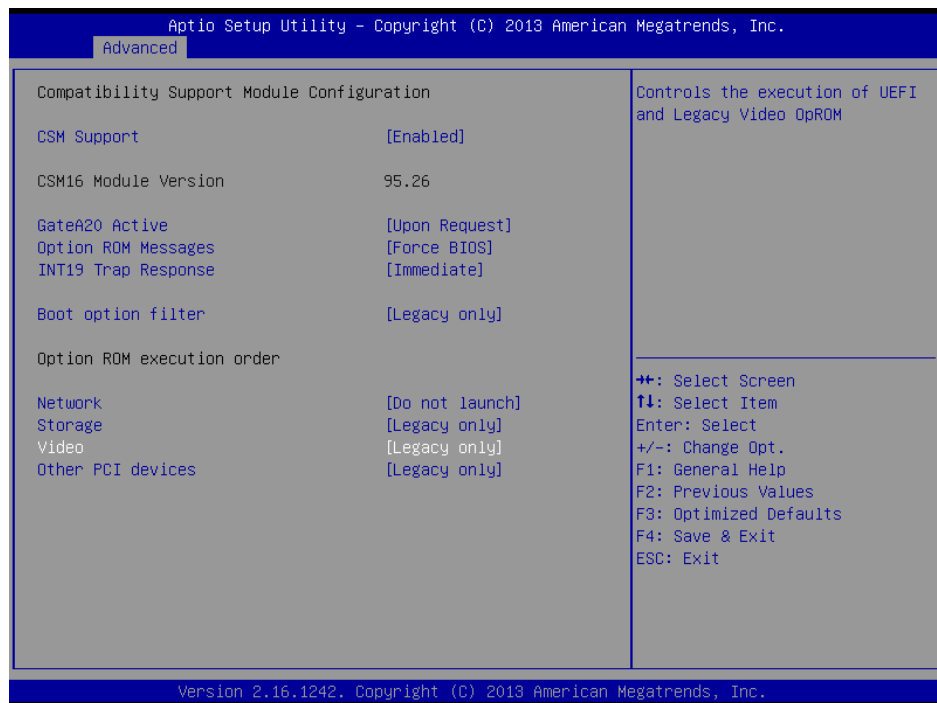 Aptio Setup Utility – Copyright (C) 2013 American Megatrends, Inc.
Advanced
Compatibility Support Module Configuration
CSM Support [Enabled]
CSM16 Module Version 95.26
GateA20 Active [Upon Request]
Option ROM Messages [Force BIOS]
INT19 Trap Response [Immediate]
Boot option filter [Legacy only]
Option ROM execution order
Network [Do not launch]
Storage [Legacy only]
Video [Legacy only]
Other PCI devices [Legacy only]
Controls the execution of UEFI
and Legacy Video OpROM
→←: Select Screen
↑↓: Select Item
Enter: Select
+/-: Change Opt.
F1: General Help
F2: Previous Values
F3: Optimized Defaults
F4: Save & Exit
ESC: Exit
Version 2.16.1242. Copyright (C) 2013 American Megatrends, Inc.